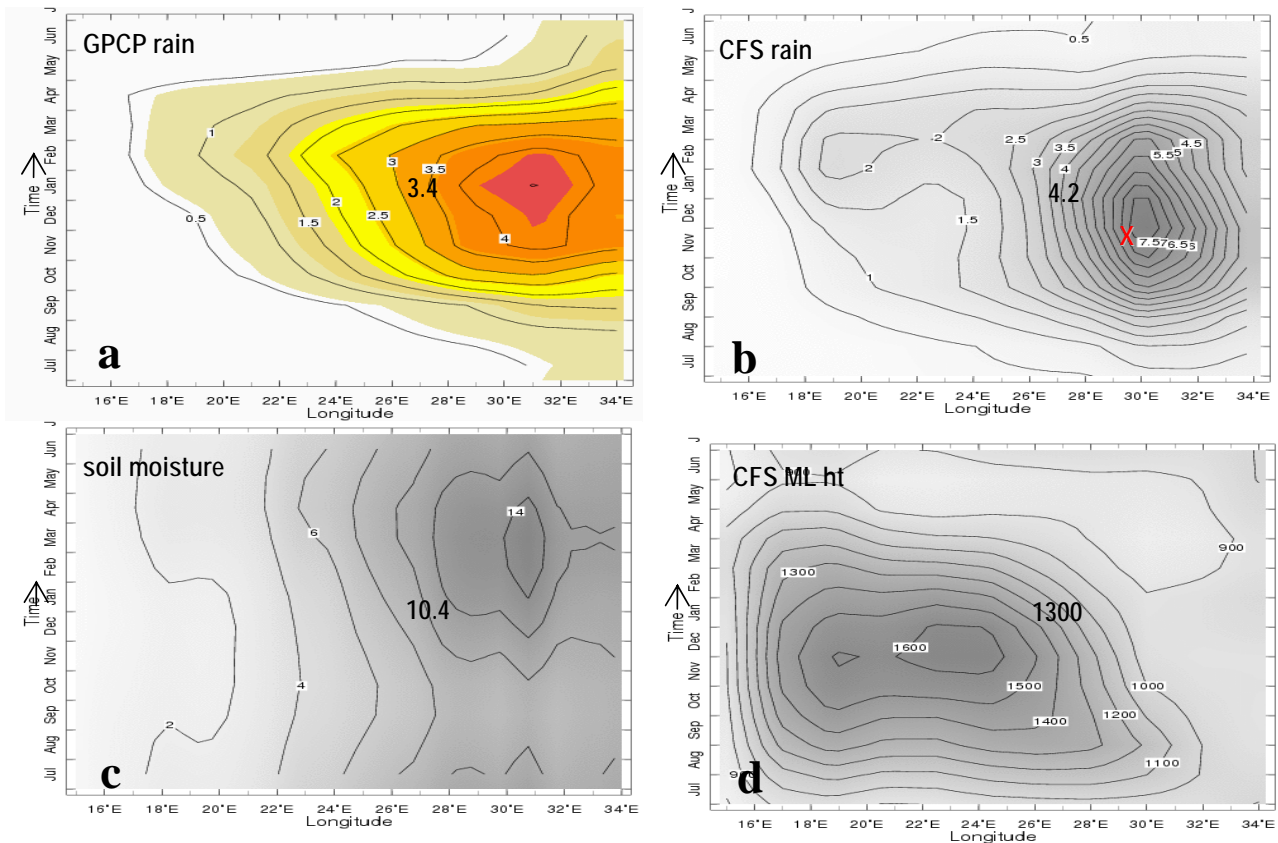 GPCP rain
J
Jun
May
Apr
Mar
Feb
Jan
Dec
Nov
Oct
Sep
Aug
Jul
Time
1
3
3.5
3.4
2
2.5
1.5
0.5
4
a
16°E 18°E 20°E 22°E 24°E 26°E 28°E 30°E 32°E 34°E
Longitude
CFS rain
J
Jun
May
Apr
Mar
Feb
Jan
Dec
Nov
Oct
Sep
Aug
Jul
Time
0.5
2
2
2.5
3.5
4.5
3
4
5.5
4.2
1.5
X
1
b
16°E 18°E 20°E 22°E 24°E 26°E 28°E 30°E 32°E 34°E
Longitude
soil moisture
J
Jun
May
Apr
Mar
Feb
Jan
Dec
Nov
Oct
Sep
Aug
Jul
Time
14
6
10.4
4
2
c
16°E 18°E 20°E 22°E 24°E 26°E 28°E 30°E 32°E 34°E
Longitude
CFS ML ht
J
Jun
May
Apr
Mar
Feb
Jan
Dec
Nov
Oct
Sep
Aug
Jul
Time
900
1300
1300
1600
1500
1000
1400
1200
1100
d
16°E 18°E 20°E 22°E 24°E 26°E 28°E 30°E 32°E 34°E
Longitude